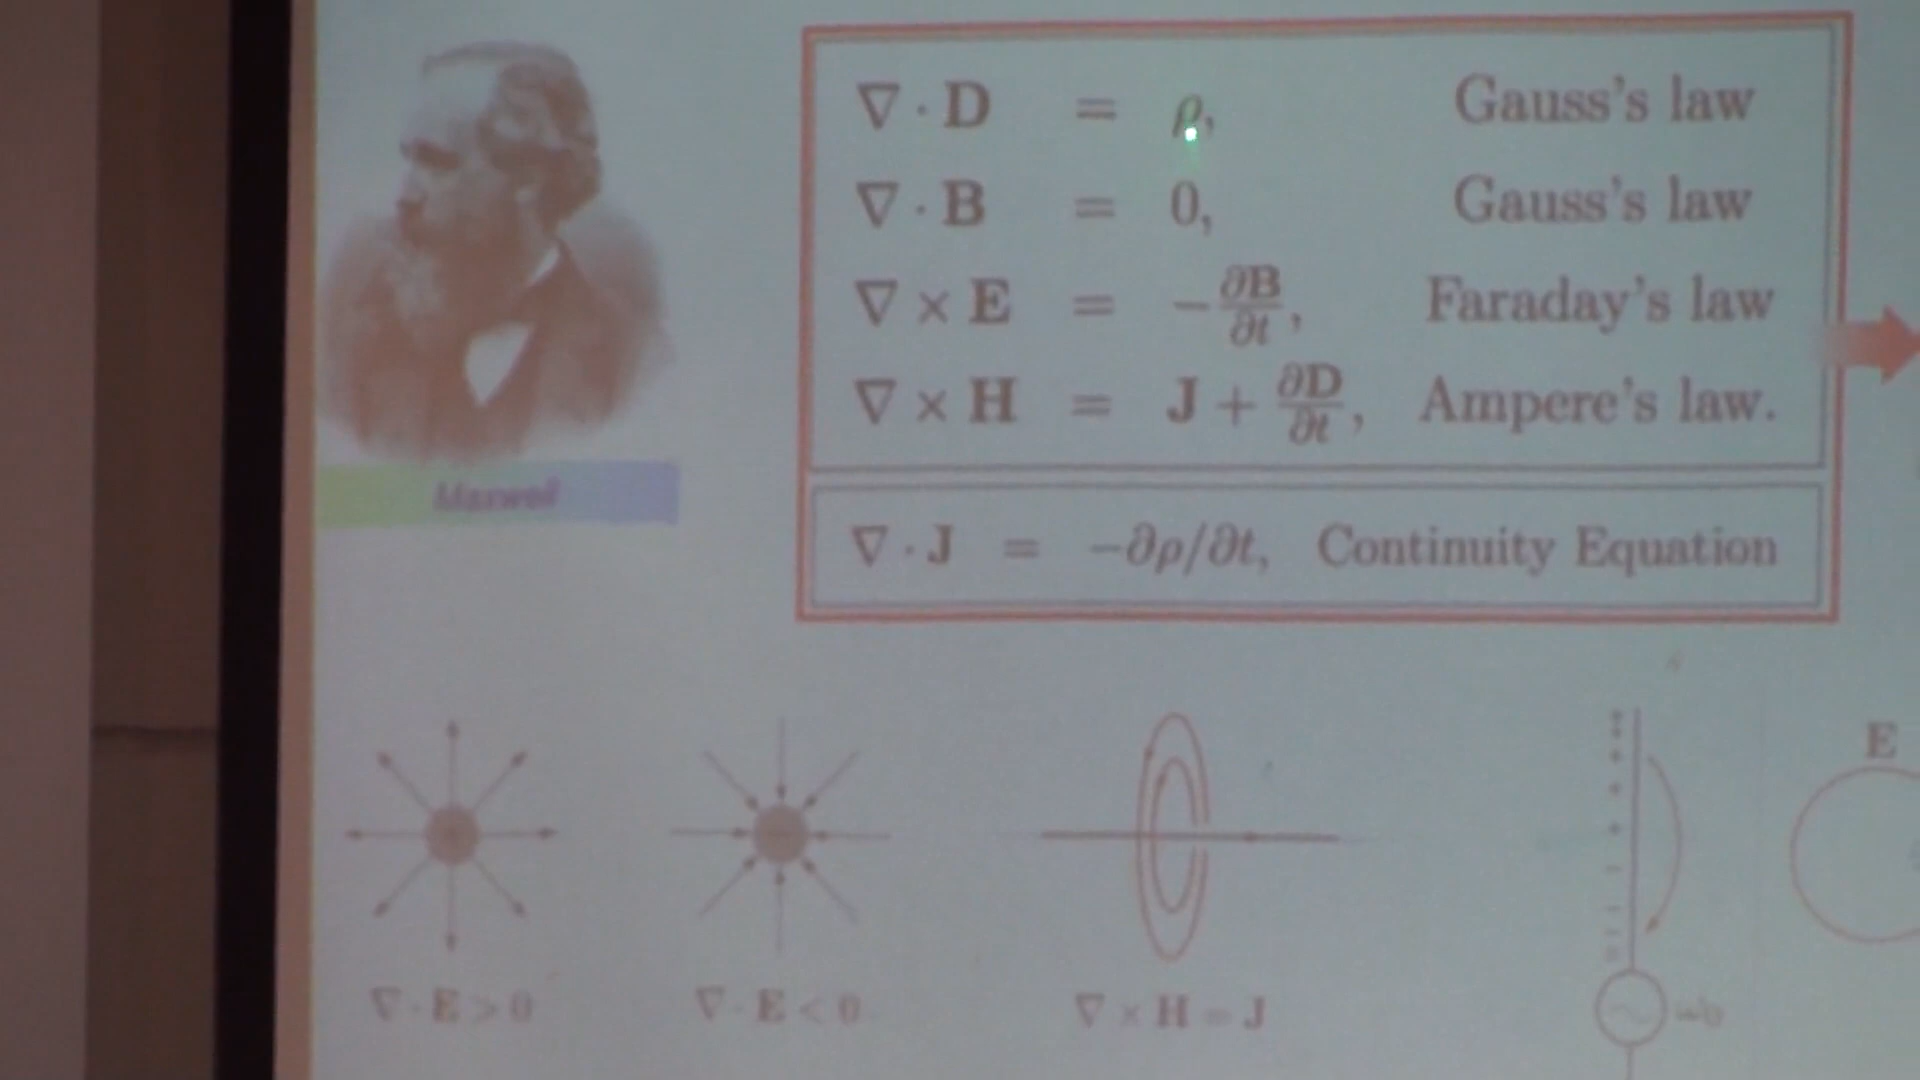 ∇ · D = ρ, Gauss's law
∇ · B = 0, Gauss's law
∇ × E = −∂B/∂t, Faraday's law
∇ × H = J + ∂D/∂t, Ampere's law.
Maxwell
∇ · J = −∂ρ/∂t, Continuity Equation
E
∇ · E > 0
∇ · E < 0
∇ × H = J